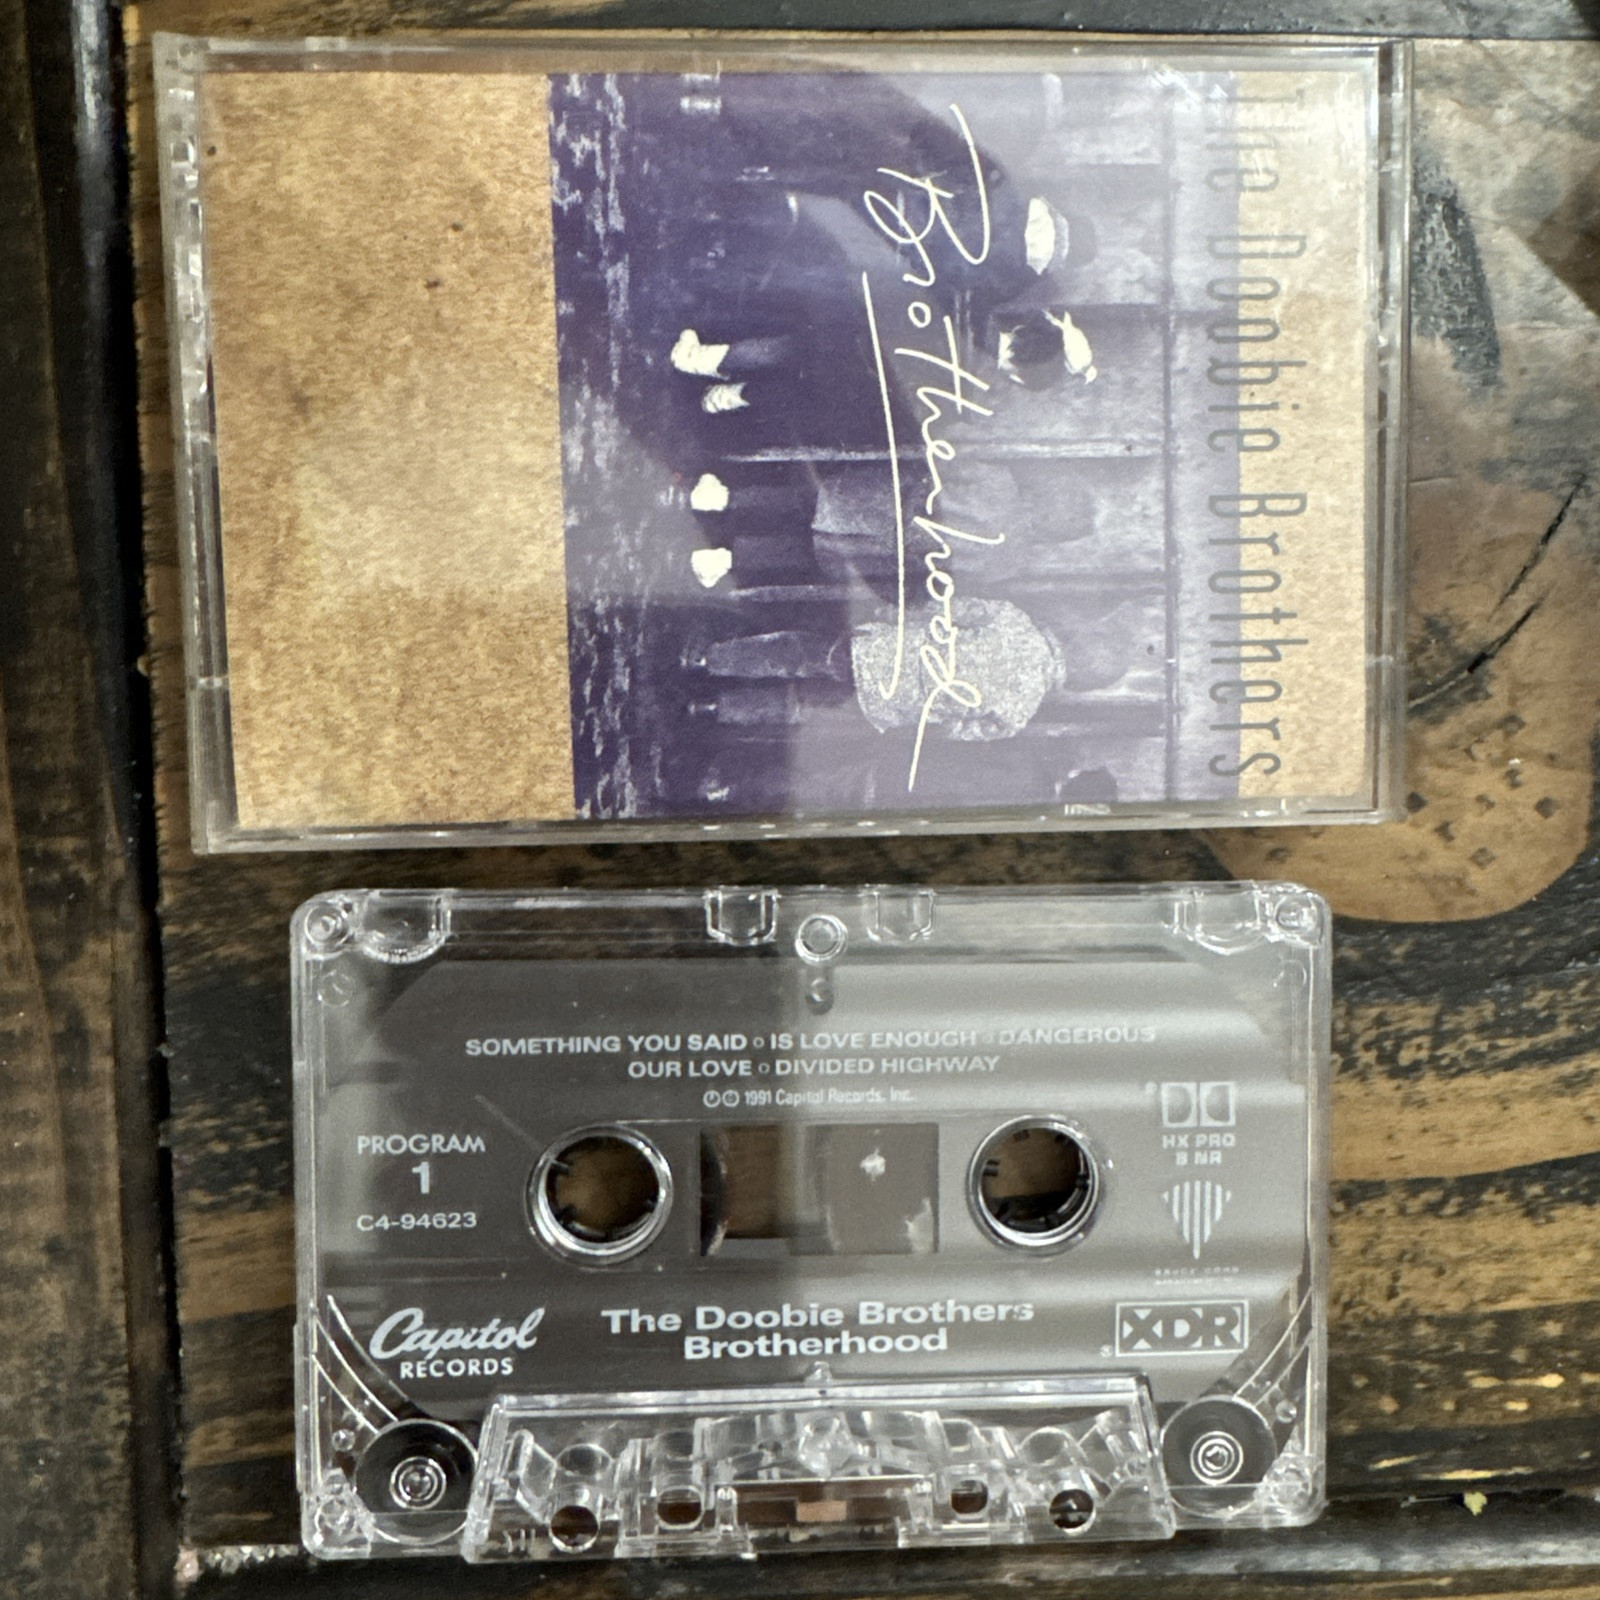 The Doobie Brothers
Brotherhood
SOMETHING YOU SAID o IS LOVE ENOUGH o DANGEROUS
OUR LOVE o DIVIDED HIGHWAY
℗© 1991 Capitol Records, Inc.
PROGRAM
1
C4-94623
HX PRO
B NR
Capitol
RECORDS
The Doobie Brothers
Brotherhood
XDR®